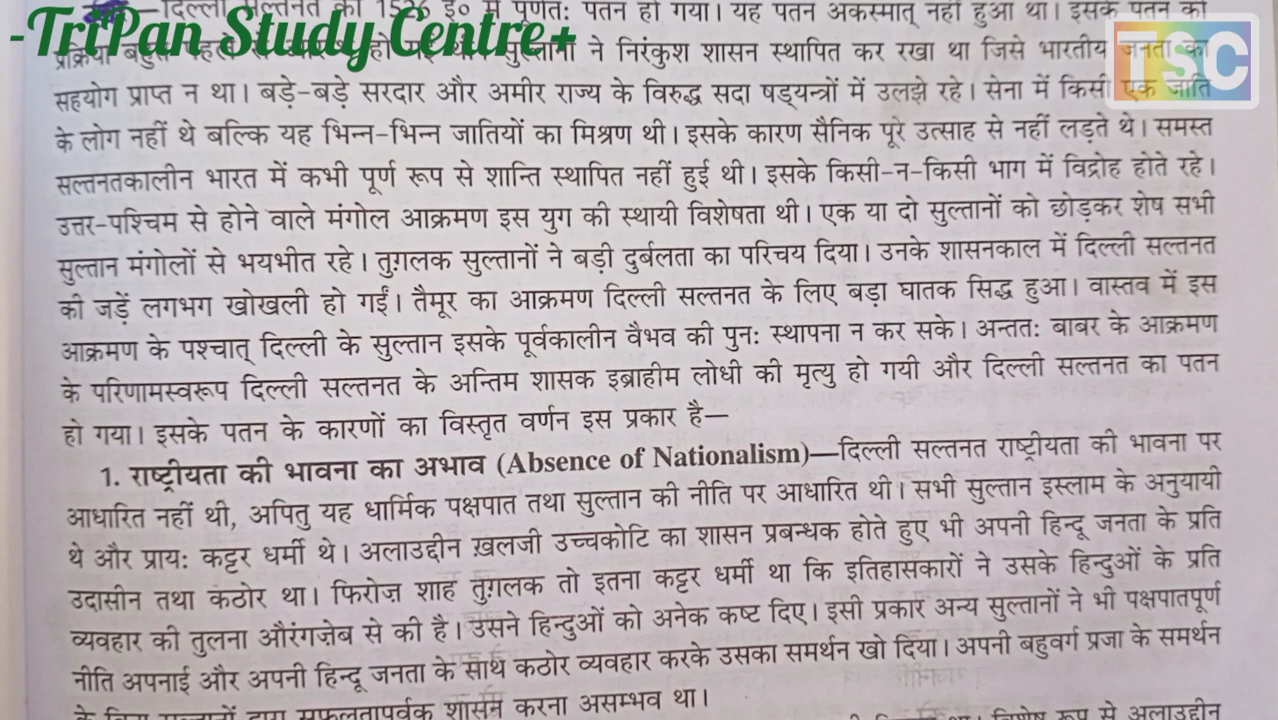 -TriPan Study Centre+
TSC
—दिल्ली सल्तनत का 1526 ई० में पूर्णतः पतन हो गया। यह पतन अकस्मात् नहीं हुआ था। इसके पतन की
प्रक्रिया बहुत सुल्तानों ने निरंकुश शासन स्थापित कर रखा था जिसे भारतीय जनता का
सहयोग प्राप्त न था। बड़े-बड़े सरदार और अमीर राज्य के विरुद्ध सदा षड्यन्त्रों में उलझे रहे। सेना में किसी एक जाति
के लोग नहीं थे बल्कि यह भिन्न-भिन्न जातियों का मिश्रण थी। इसके कारण सैनिक पूरे उत्साह से नहीं लड़ते थे। समस्त
सल्तनतकालीन भारत में कभी पूर्ण रूप से शान्ति स्थापित नहीं हुई थी। इसके किसी-न-किसी भाग में विद्रोह होते रहे।
उत्तर-पश्चिम से होने वाले मंगोल आक्रमण इस युग की स्थायी विशेषता थी। एक या दो सुल्तानों को छोड़कर शेष सभी
सुल्तान मंगोलों से भयभीत रहे। तुग़लक सुल्तानों ने बड़ी दुर्बलता का परिचय दिया। उनके शासनकाल में दिल्ली सल्तनत
की जड़ें लगभग खोखली हो गईं। तैमूर का आक्रमण दिल्ली सल्तनत के लिए बड़ा घातक सिद्ध हुआ। वास्तव में इस
आक्रमण के पश्चात् दिल्ली के सुल्तान इसके पूर्वकालीन वैभव की पुनः स्थापना न कर सके। अन्ततः बाबर के आक्रमण
के परिणामस्वरूप दिल्ली सल्तनत के अन्तिम शासक इब्राहीम लोधी की मृत्यु हो गयी और दिल्ली सल्तनत का पतन
हो गया। इसके पतन के कारणों का विस्तृत वर्णन इस प्रकार है—
1. राष्ट्रीयता की भावना का अभाव (Absence of Nationalism)—दिल्ली सल्तनत राष्ट्रीयता की भावना पर
आधारित नहीं थी, अपितु यह धार्मिक पक्षपात तथा सुल्तान की नीति पर आधारित थी। सभी सुल्तान इस्लाम के अनुयायी
थे और प्रायः कट्टर धर्मी थे। अलाउद्दीन ख़लजी उच्चकोटि का शासन प्रबन्धक होते हुए भी अपनी हिन्दू जनता के प्रति
उदासीन तथा कठोर था। फिरोज़ शाह तुग़लक तो इतना कट्टर धर्मी था कि इतिहासकारों ने उसके हिन्दुओं के प्रति
व्यवहार की तुलना औरंगजेब से की है। उसने हिन्दुओं को अनेक कष्ट दिए। इसी प्रकार अन्य सुल्तानों ने भी पक्षपातपूर्ण
नीति अपनाई और अपनी हिन्दू जनता के साथ कठोर व्यवहार करके उसका समर्थन खो दिया। अपनी बहुवर्ग प्रजा के समर्थन
के बिना सुल्तानों द्वारा सफलतापूर्वक शासन करना असम्भव था।
विशेष रूप से अलाउद्दीन